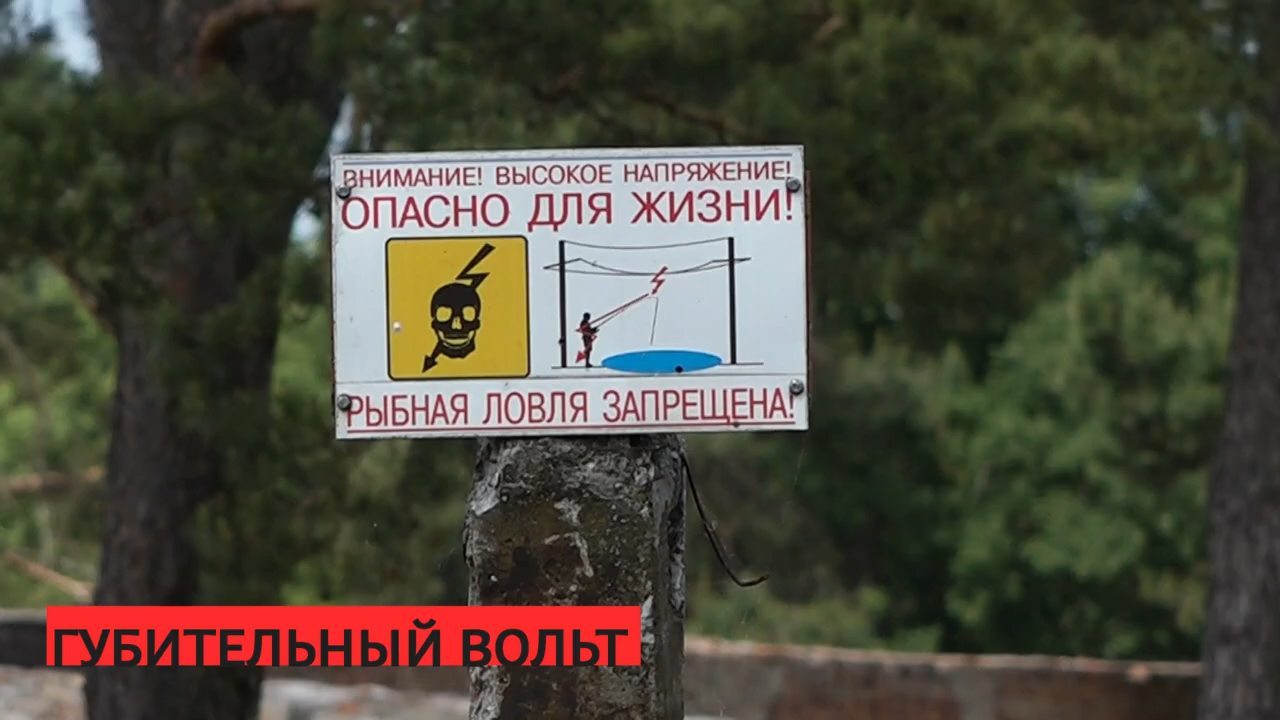 ВНИМАНИЕ! ВЫСОКОЕ НАПРЯЖЕНИЕ!
ОПАСНО ДЛЯ ЖИЗНИ!
РЫБНАЯ ЛОВЛЯ ЗАПРЕЩЕНА!
ГУБИТЕЛЬНЫЙ ВОЛЬТ